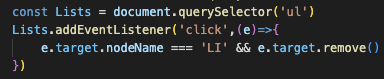 const Lists = document.querySelector('ul')
Lists.addEventListener('click',(e)=>{
    e.target.nodeName === 'LI' && e.target.remove()
})